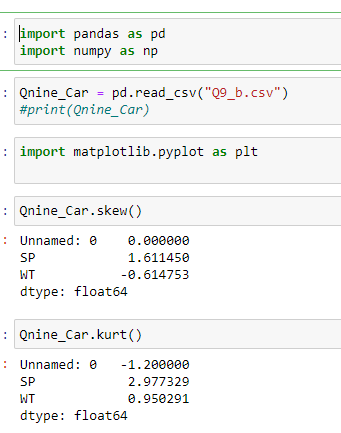 : import pandas as pd
import numpy as np
: Qnine_Car = pd.read_csv("Q9_b.csv")
#print(Qnine_Car)
: import matplotlib.pyplot as plt
: Qnine_Car.skew()
: Unnamed: 0    0.000000
SP            1.611450
WT           -0.614753
dtype: float64
: Qnine_Car.kurt()
: Unnamed: 0   -1.200000
SP            2.977329
WT            0.950291
dtype: float64